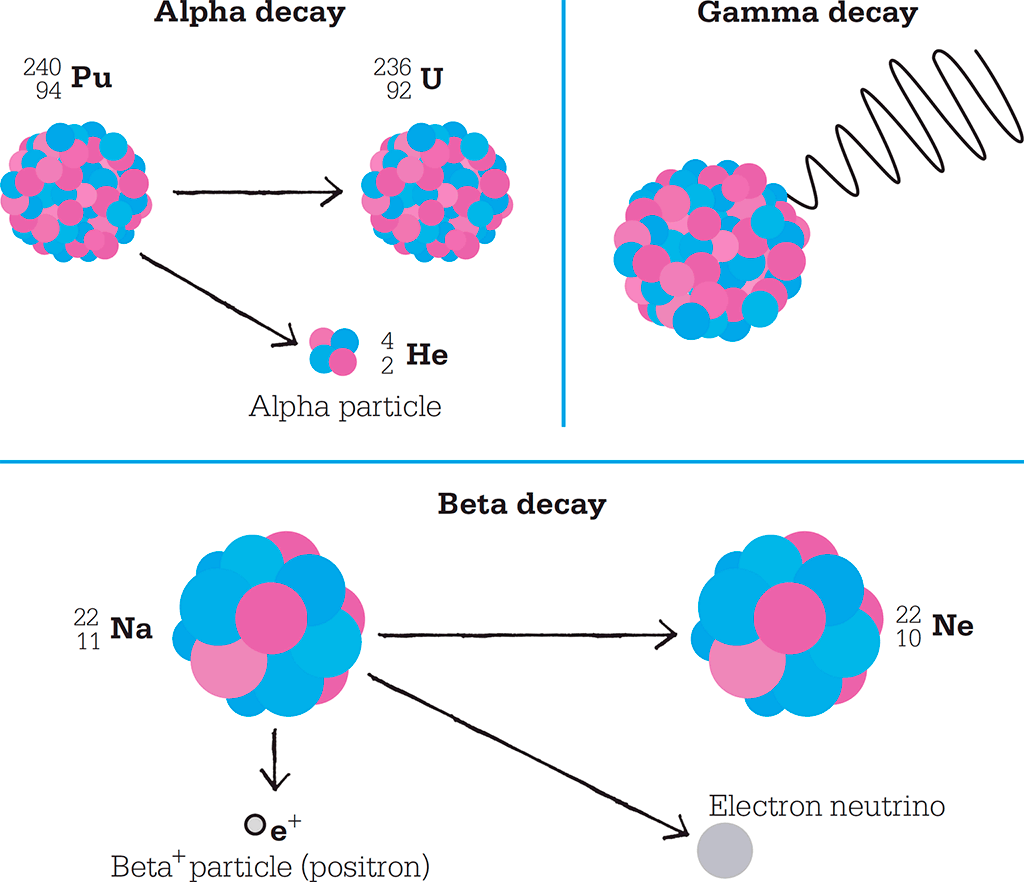 Alpha decay
240
94 Pu
236
92 U
4
2 He
Alpha particle
Gamma decay
Beta decay
22
11 Na
22
10 Ne
e+
Beta+ particle (positron)
Electron neutrino